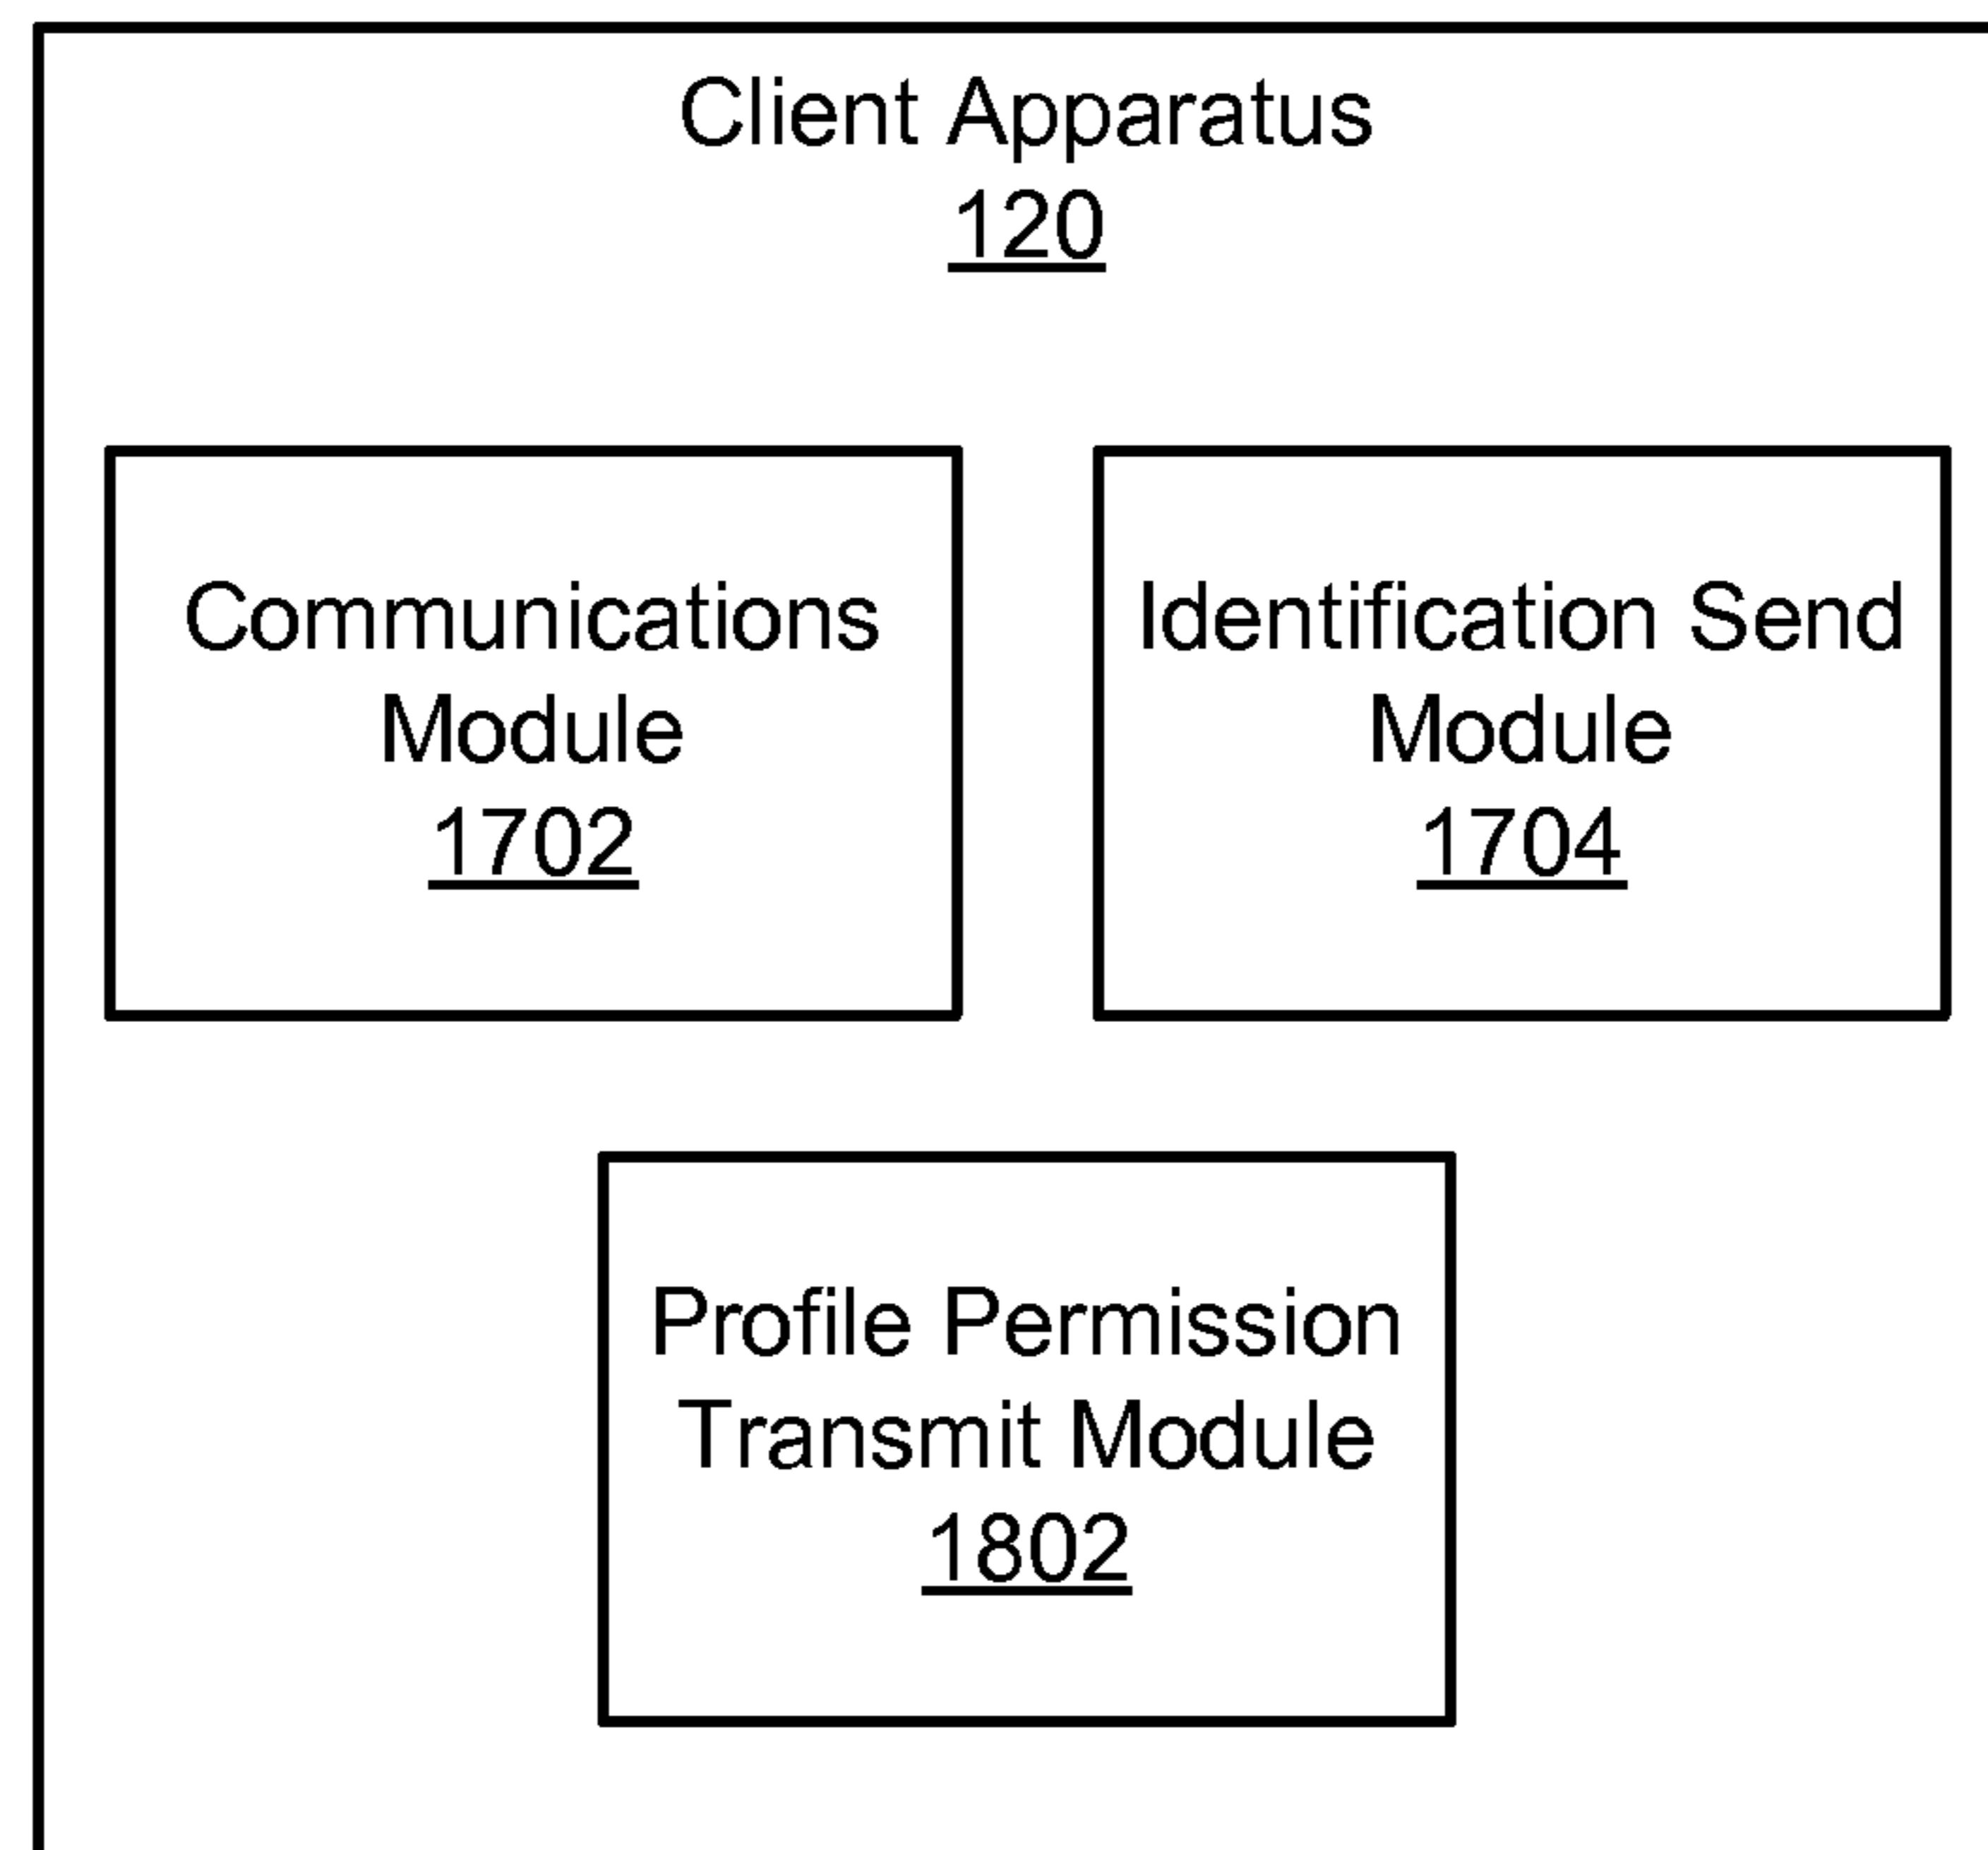 Client Apparatus
120
Communications
Module
1702
Identification Send
Module
1704
Profile Permission
Transmit Module
1802